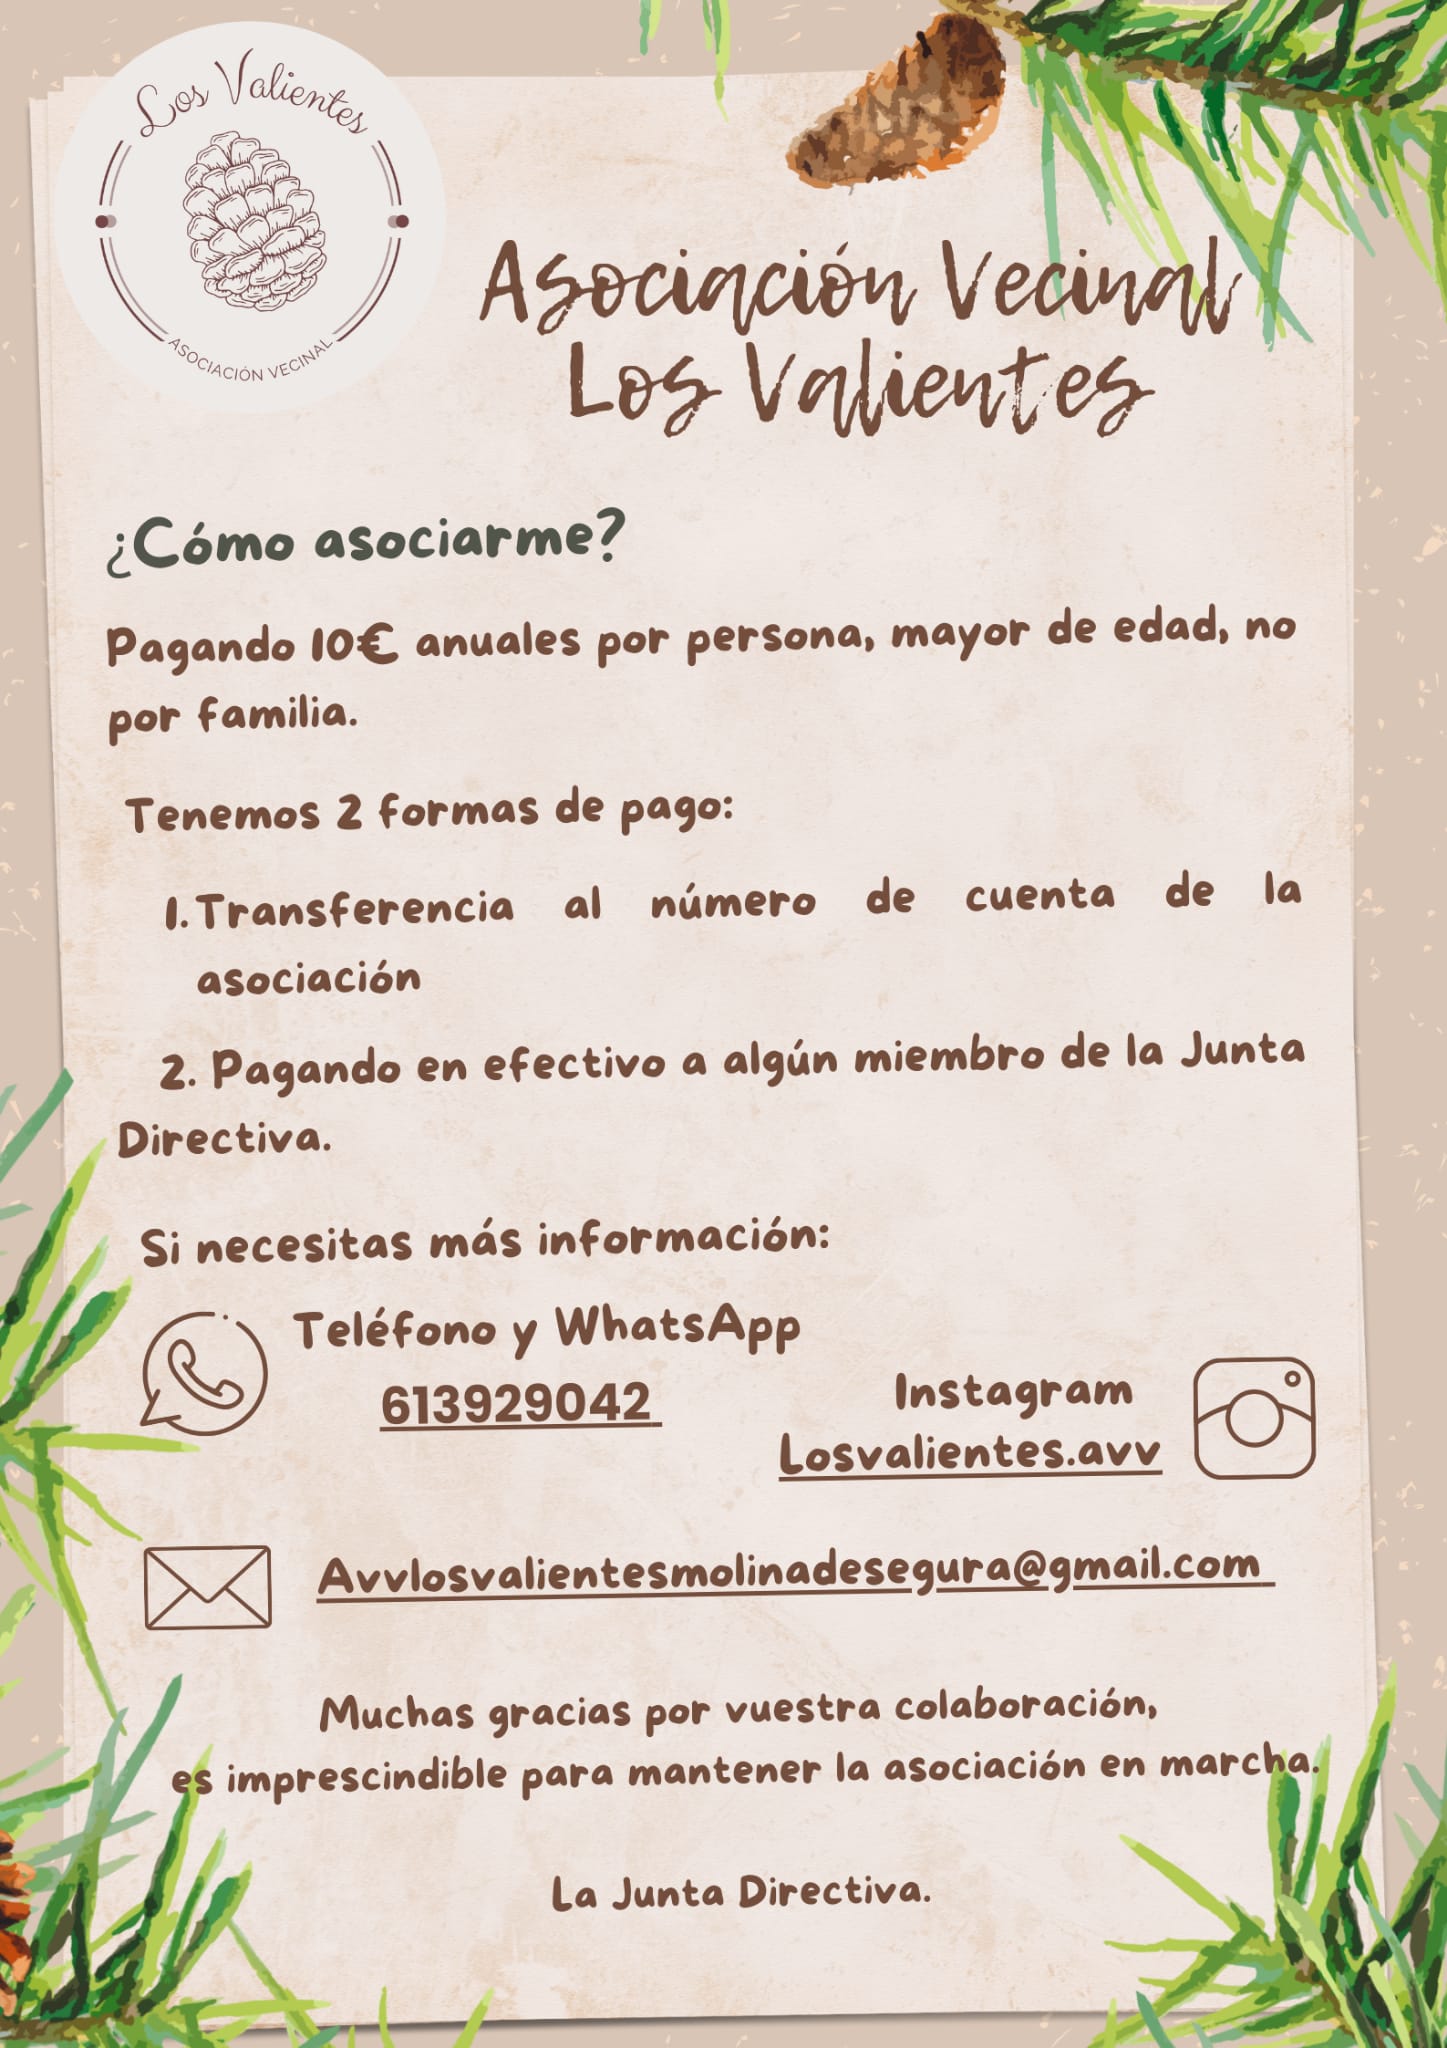 Los Valientes
ASOCIACIÓN VECINAL
Asociación Vecinal
Los Valientes
¿Cómo asociarme?
Pagando 10€ anuales por persona, mayor de edad, no
por familia.
Tenemos 2 formas de pago:
1. Transferencia al número de cuenta de la
asociación
2. Pagando en efectivo a algún miembro de la Junta
Directiva.
Si necesitas más información:
Teléfono y WhatsApp
613929042
Instagram
Losvalientes.avv
Avvlosvalientesmolinadesegura@gmail.com
Muchas gracias por vuestra colaboración,
es imprescindible para mantener la asociación en marcha.
La Junta Directiva.